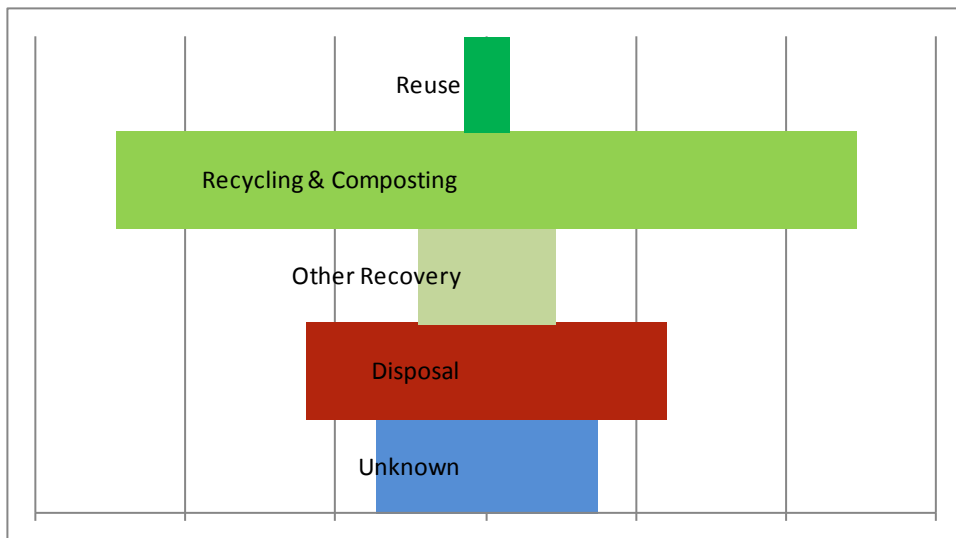 Reuse
Recycling & Composting
Other Recovery
Disposal
Unknown